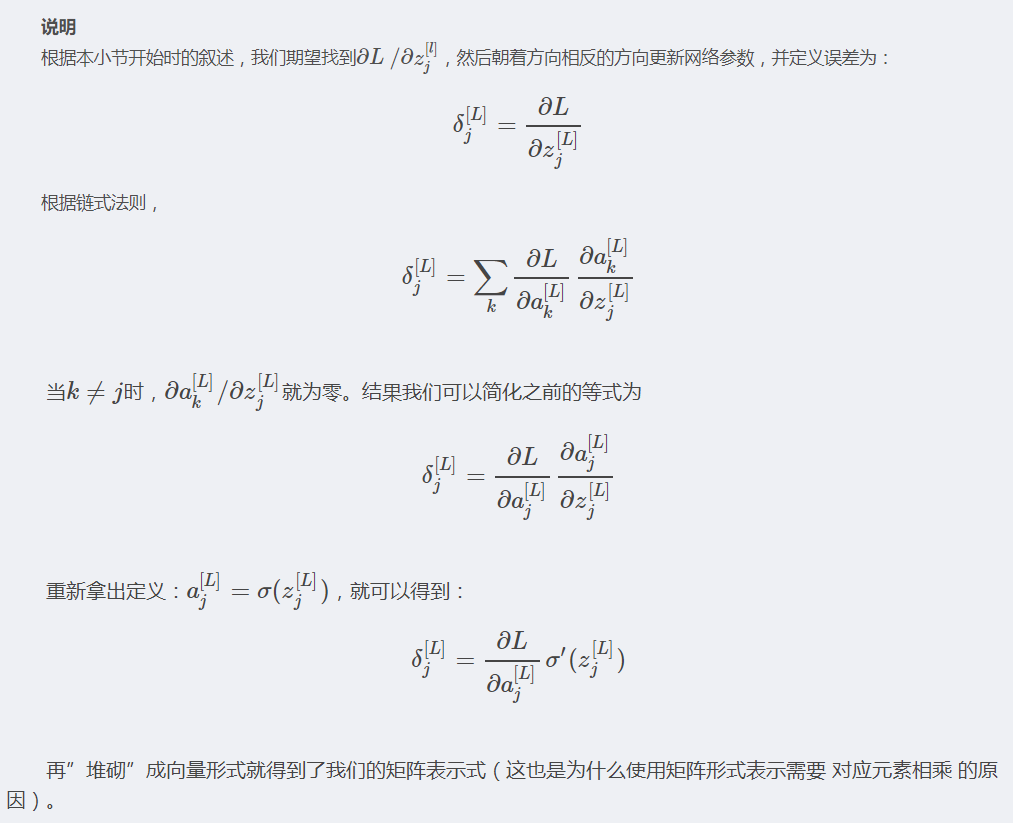 说明
根据本小节开始时的叙述，我们期望找到$\partial L / \partial z_j^{[l]}$，然后朝着方向相反的方向更新网络参数，并定义误差为：
$$\delta_j^{[L]} = \frac{\partial L}{\partial z_j^{[L]}}$$
根据链式法则，
$$\delta_j^{[L]} = \sum_k \frac{\partial L}{\partial a_k^{[L]}} \frac{\partial a_k^{[L]}}{\partial z_j^{[L]}}$$
当$k \neq j$时，$\partial a_k^{[L]} / \partial z_j^{[L]}$就为零。结果我们可以简化之前的等式为
$$\delta_j^{[L]} = \frac{\partial L}{\partial a_j^{[L]}} \frac{\partial a_j^{[L]}}{\partial z_j^{[L]}}$$
重新拿出定义：$a_j^{[L]} = \sigma(z_j^{[L]})$，就可以得到：
$$\delta_j^{[L]} = \frac{\partial L}{\partial a_j^{[L]}} \sigma'(z_j^{[L]})$$
再”堆砌”成向量形式就得到了我们的矩阵表示式（这也是为什么使用矩阵形式表示需要 对应元素相乘 的原
因）。